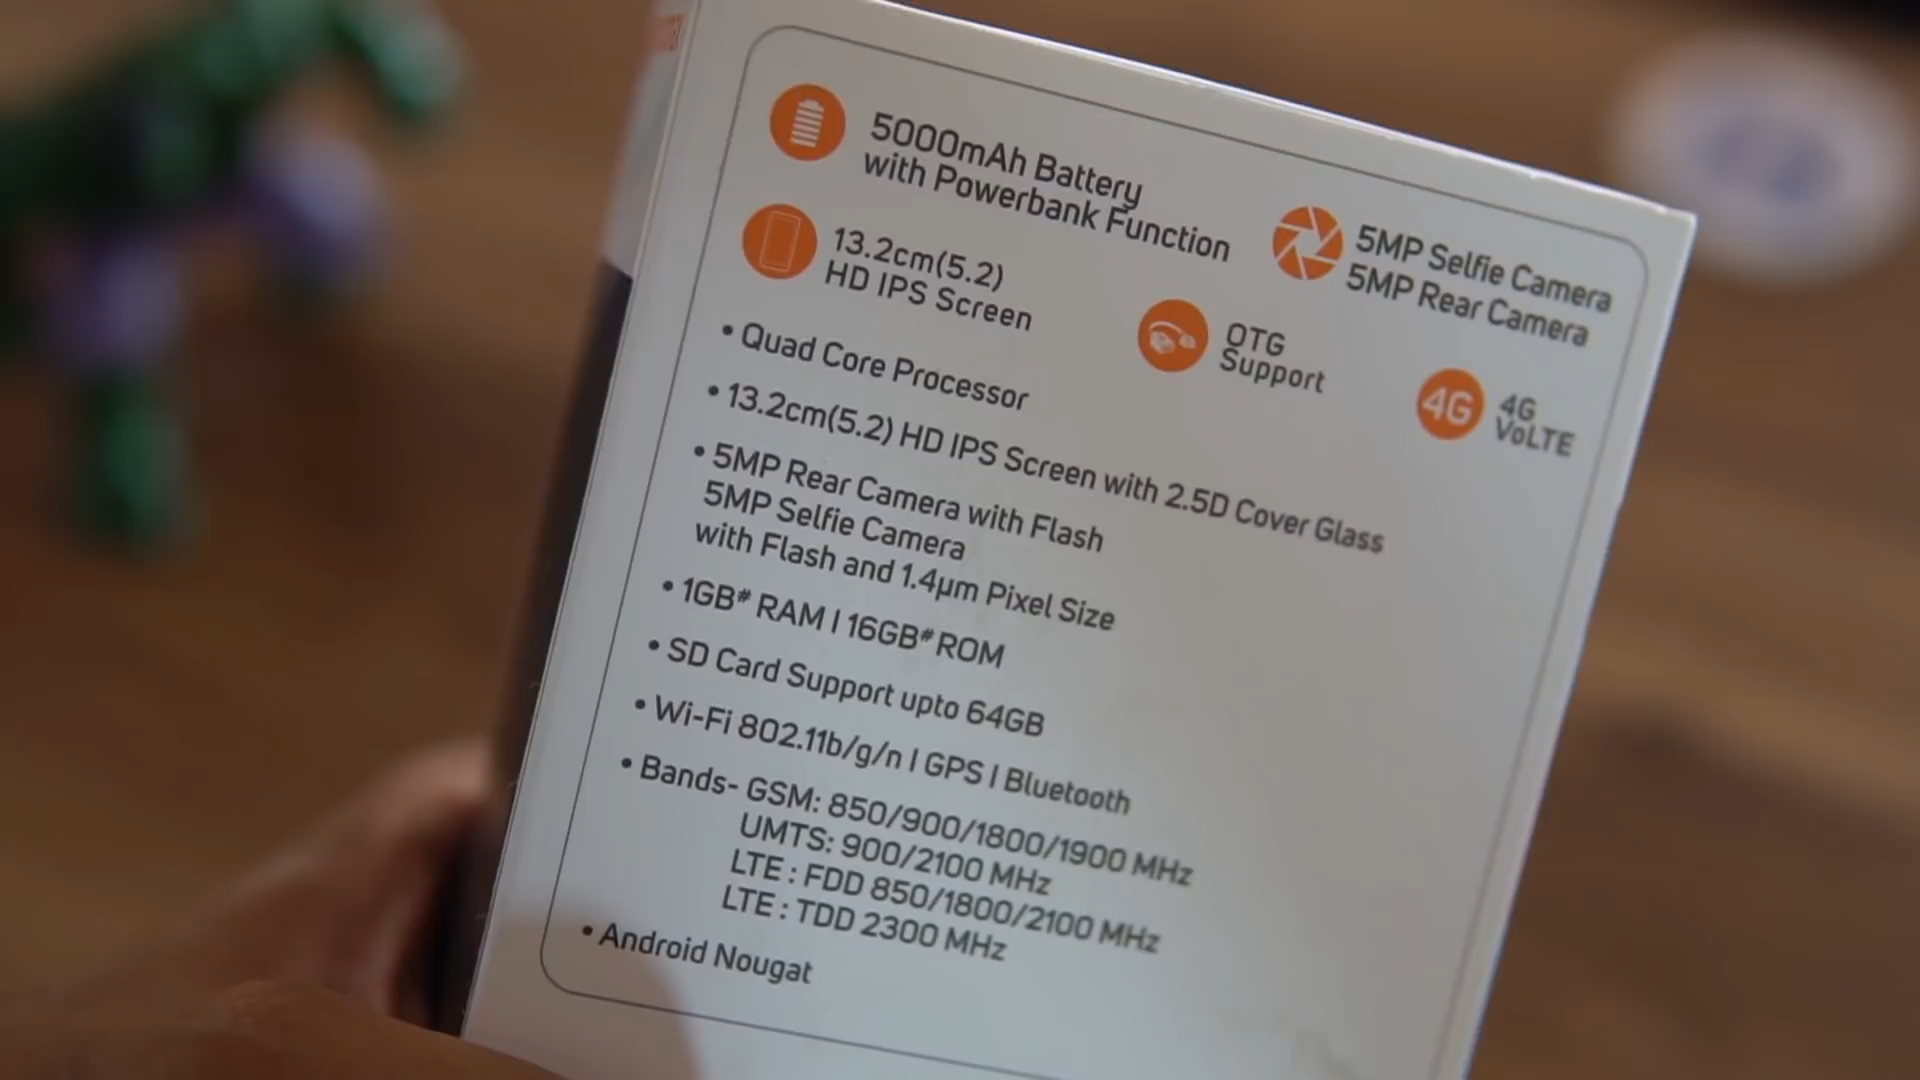 5000mAh Battery
with Powerbank Function
5MP Selfie Camera
5MP Rear Camera
13.2cm(5.2)
HD IPS Screen
OTG
Support
4G
4G
VoLTE
• Quad Core Processor
• 13.2cm(5.2) HD IPS Screen with 2.5D Cover Glass
• 5MP Rear Camera with Flash
5MP Selfie Camera
with Flash and 1.4µm Pixel Size
• 1GB# RAM I 16GB# ROM
• SD Card Support upto 64GB
• Wi-Fi 802.11b/g/n I GPS I Bluetooth
• Bands- GSM: 850/900/1800/1900 MHz
UMTS: 900/2100 MHz
LTE : FDD 850/1800/2100 MHz
LTE : TDD 2300 MHz
• Android Nougat